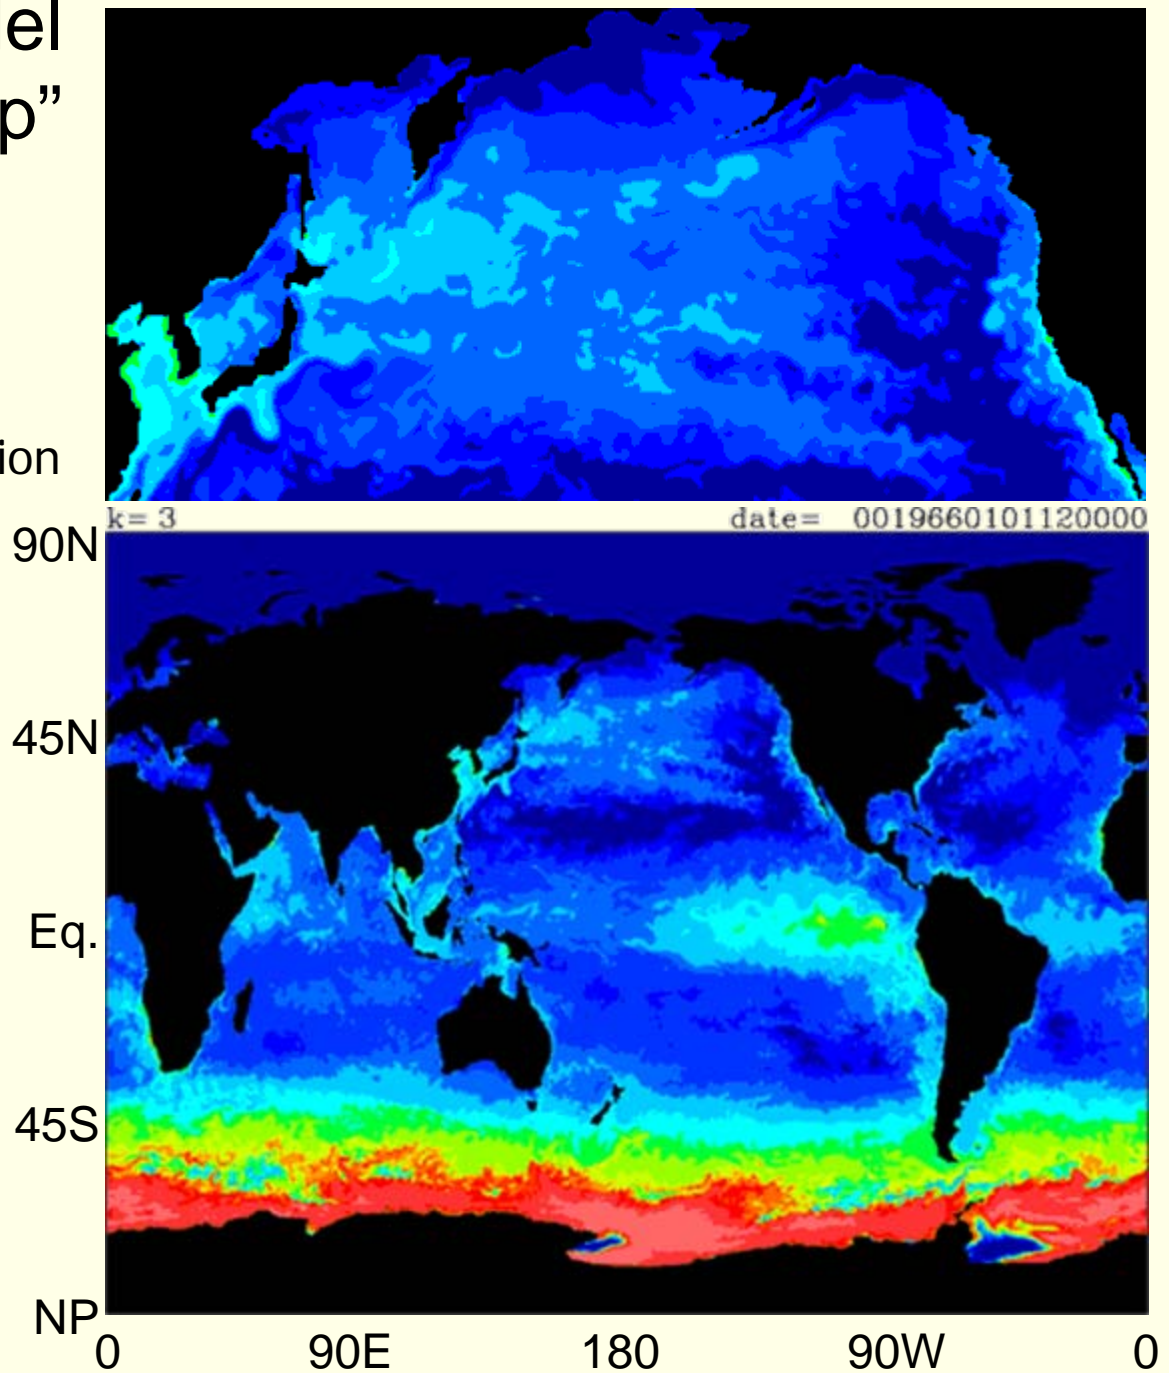 el
p”
ion
k= 3 date= 0019660101120000
90N
45N
Eq.
45S
NP
0 90E 180 90W 0